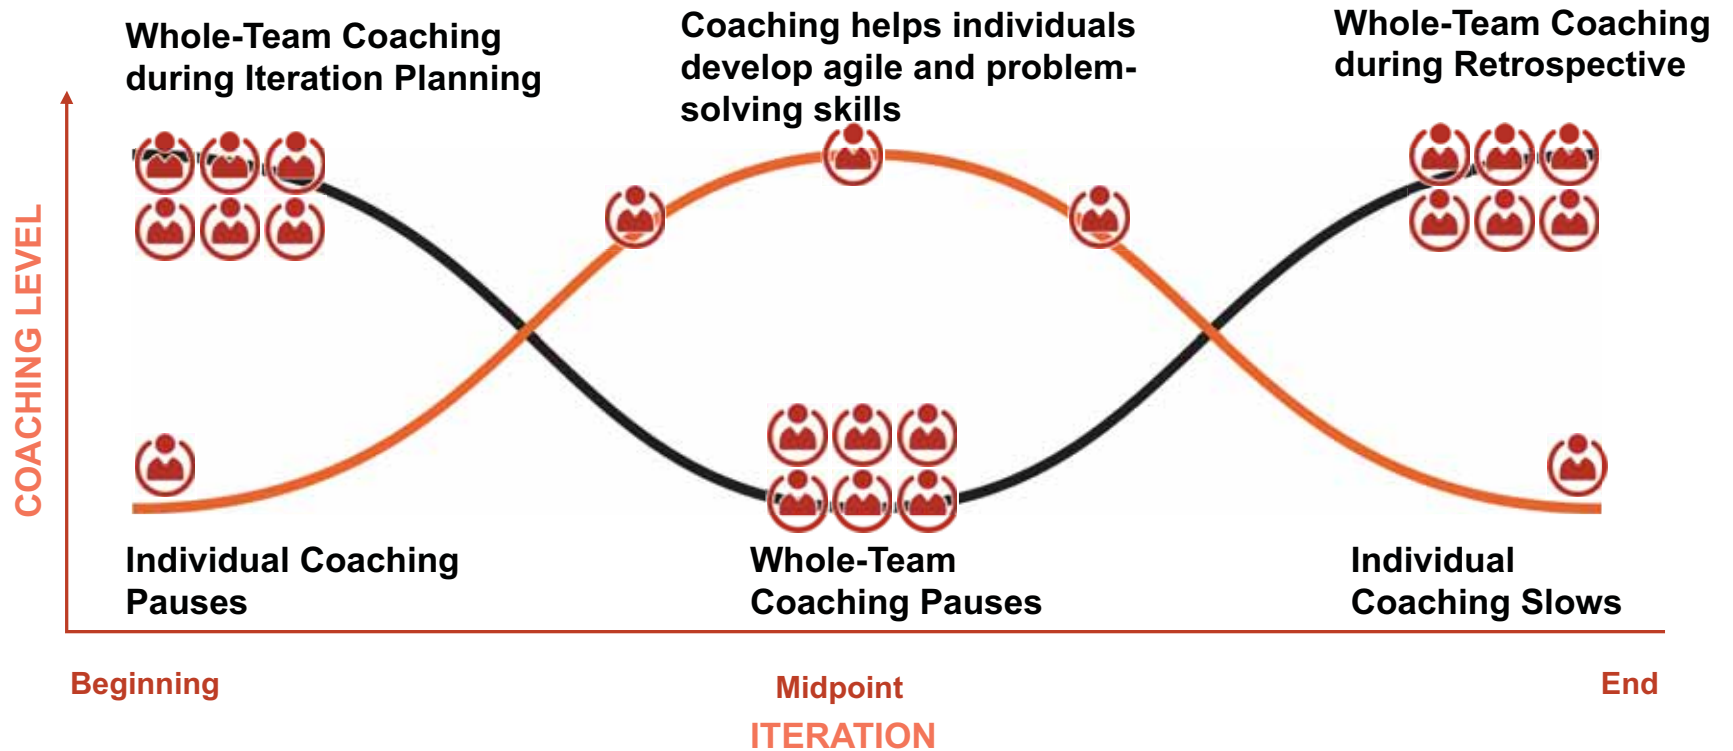 Whole-Team Coaching
during Iteration Planning
Coaching helps individuals
develop agile and problem-
solving skills
Whole-Team Coaching
during Retrospective
COACHING LEVEL
Individual Coaching
Pauses
Whole-Team
Coaching Pauses
Individual
Coaching Slows
Beginning
Midpoint
End
ITERATION